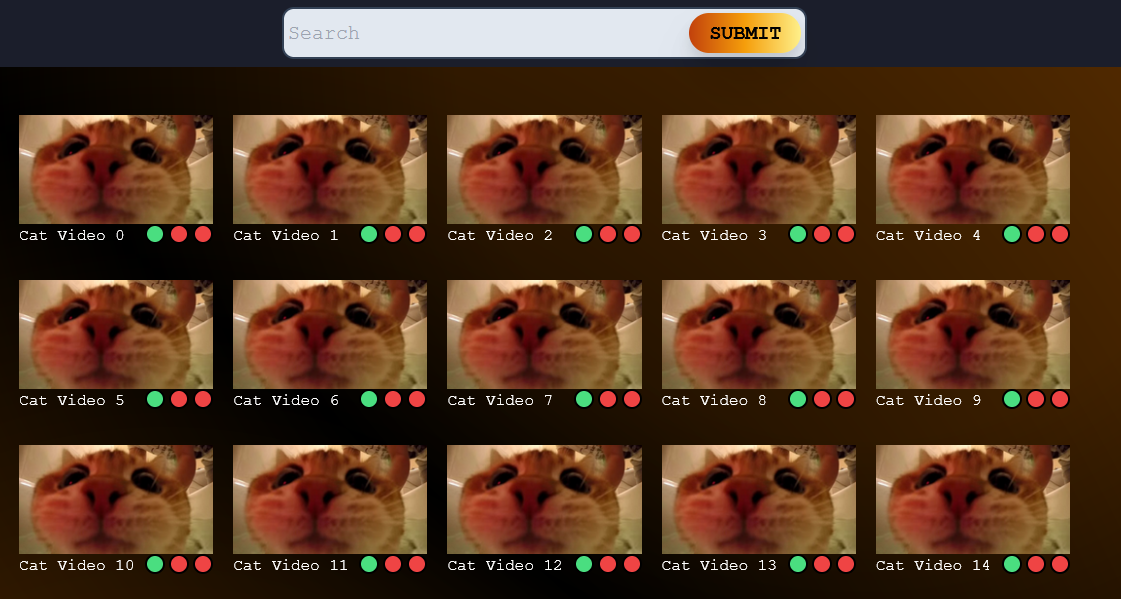 Search SUBMIT
Cat Video 0 Cat Video 1 Cat Video 2 Cat Video 3 Cat Video 4
Cat Video 5 Cat Video 6 Cat Video 7 Cat Video 8 Cat Video 9
Cat Video 10 Cat Video 11 Cat Video 12 Cat Video 13 Cat Video 14